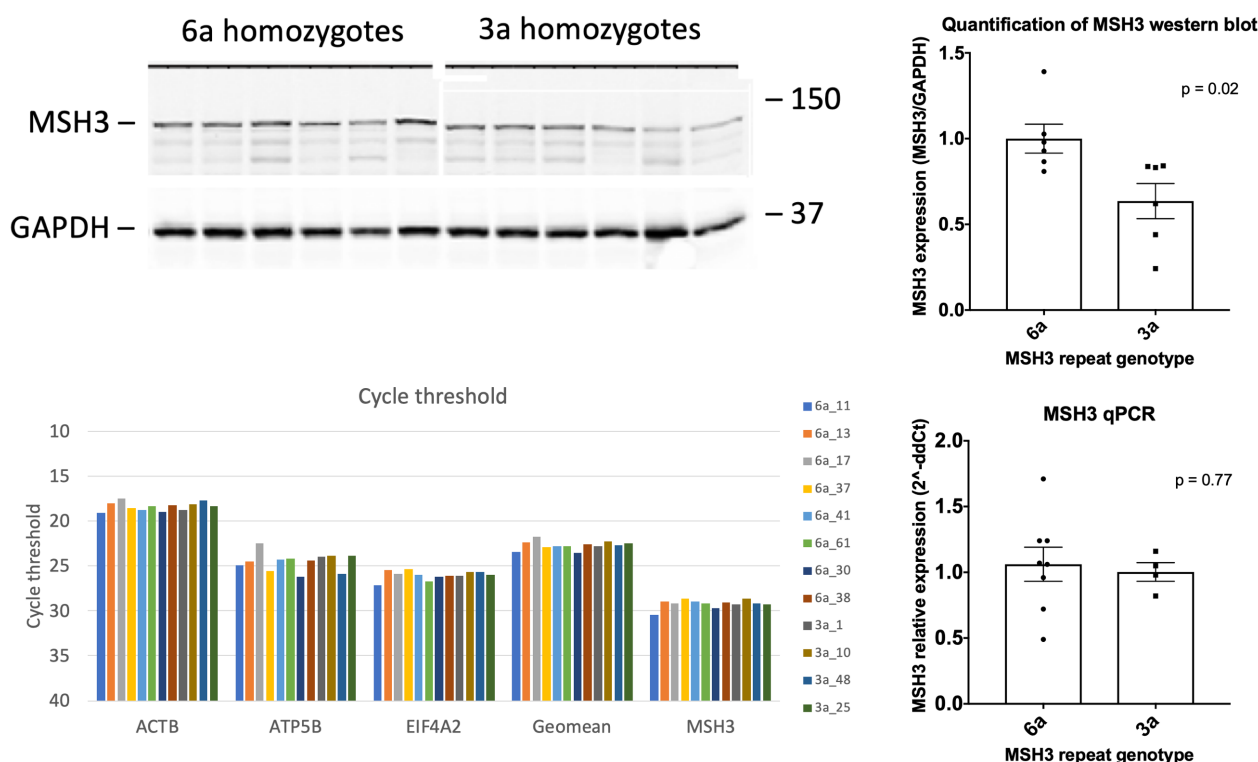 6a homozygotes 3a homozygotes
MSH3 –
– 150
GAPDH –
– 37
Quantification of MSH3 western blot
MSH3 expression (MSH3/GAPDH)
1.5
1.0
0.5
0.0
p = 0.02
6a 3a
MSH3 repeat genotype
Cycle threshold
Cycle threshold
10
15
20
25
30
35
40
ACTB ATP5B EIF4A2 Geomean MSH3
6a_11
6a_13
6a_17
6a_37
6a_41
6a_61
6a_30
6a_38
3a_1
3a_10
3a_48
3a_25
MSH3 qPCR
MSH3 relative expression (2^-ddCt)
2.0
1.5
1.0
0.5
0.0
p = 0.77
6a 3a
MSH3 repeat genotype